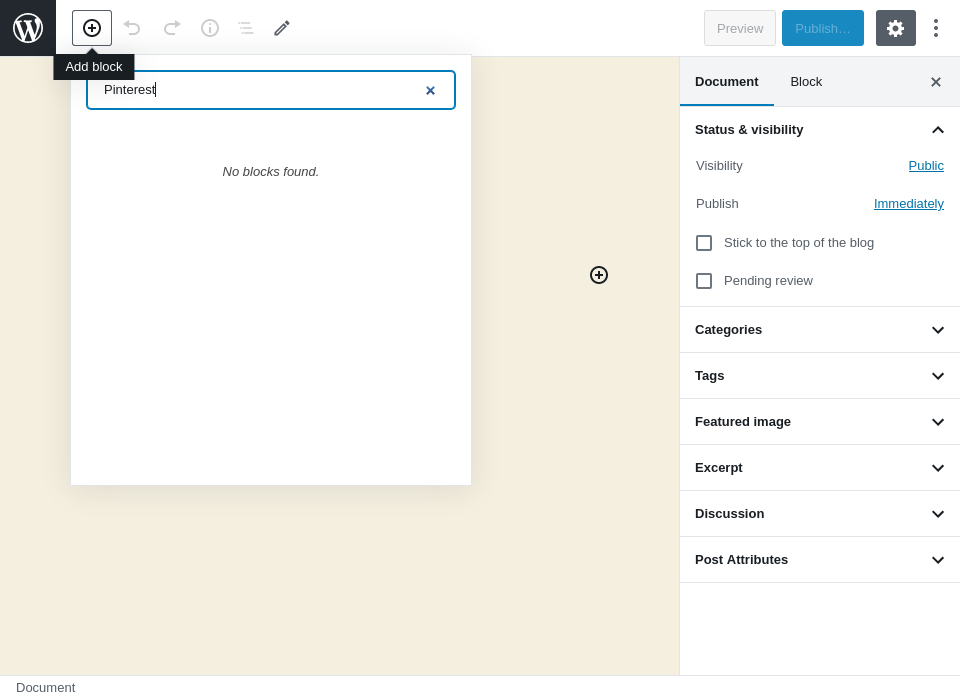 Preview
Publish…
Add block
Pinterest
No blocks found.
Document
Block
Status & visibility
Visibility
Public
Publish
Immediately
Stick to the top of the blog
Pending review
Categories
Tags
Featured image
Excerpt
Discussion
Post Attributes
Document